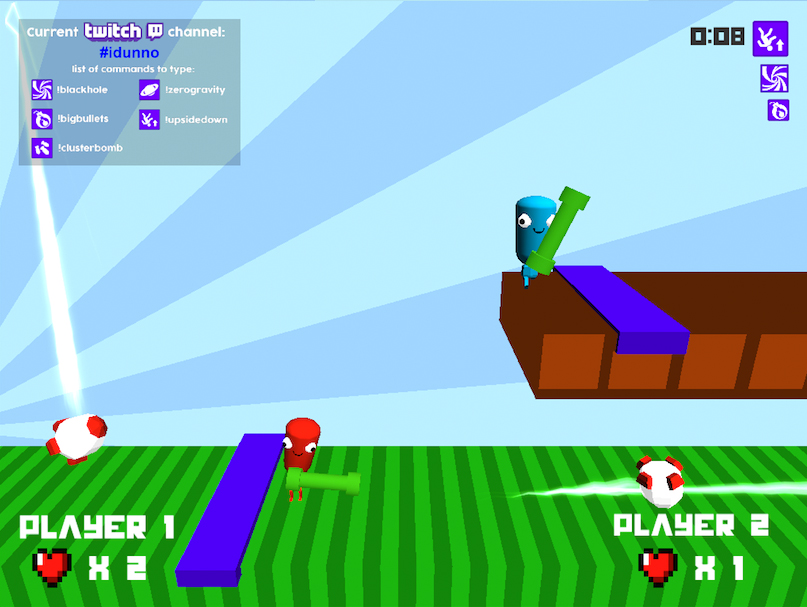 Current twitch channel:
#idunno
list of commands to type:
!blackhole !zerogravity
!bigbullets !upsidedown
!clusterbomb
0:08
PLAYER 1
X 2
PLAYER 2
X 1